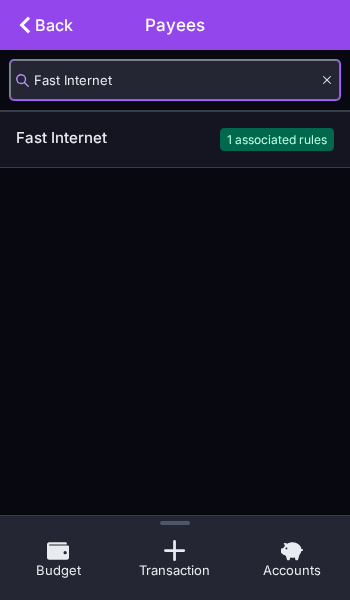 Back
Payees
Fast Internet
Fast Internet
1 associated rules
Budget
Transaction
Accounts